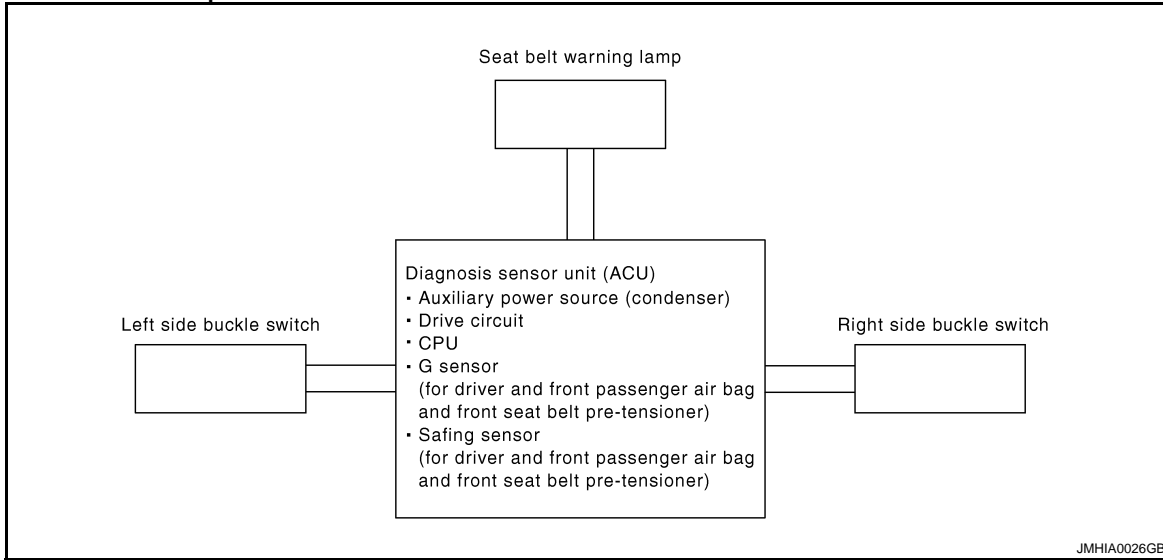 Seat belt warning lamp
Diagnosis sensor unit (ACU)
· Auxiliary power source (condenser)
· Drive circuit
· CPU
· G sensor
(for driver and front passenger air bag
and front seat belt pre-tensioner)
· Safing sensor
(for driver and front passenger air bag
and front seat belt pre-tensioner)
Left side buckle switch
Right side buckle switch
JMHIA0026GB